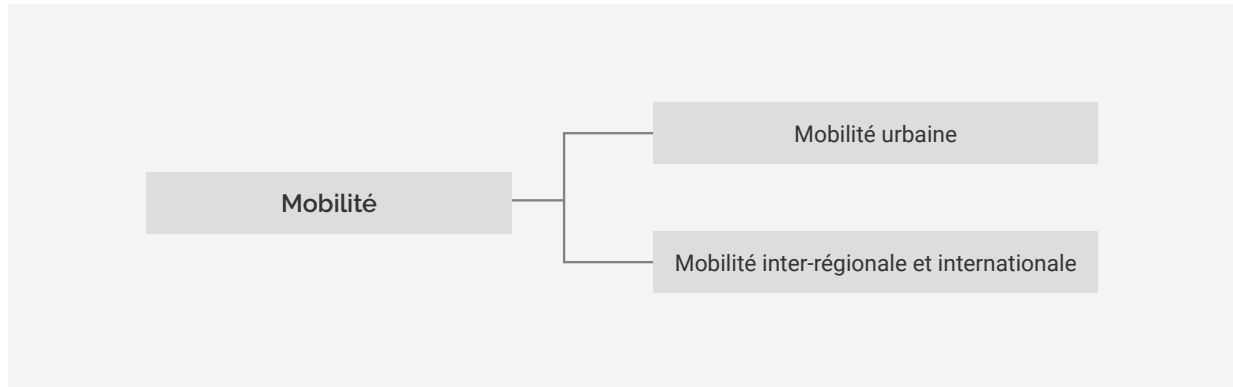 Mobilité urbaine
Mobilité
Mobilité inter-régionale et internationale